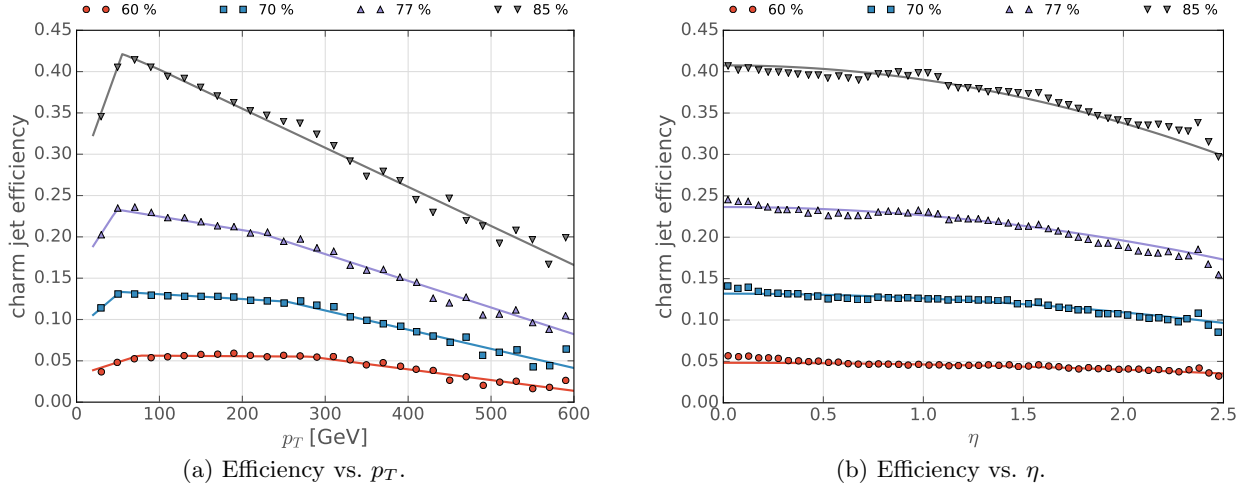 60 % 70 % 77 % 85 %
0.45
0.40
0.35
0.30
0.25
0.20
0.15
0.10
0.05
0.00
charm jet efficiency
0 100 200 300 400 500 600
p_T [GeV]
(a) Efficiency vs. p_T.
60 % 70 % 77 % 85 %
0.45
0.40
0.35
0.30
0.25
0.20
0.15
0.10
0.05
0.00
charm jet efficiency
0.0 0.5 1.0 1.5 2.0 2.5
η
(b) Efficiency vs. η.